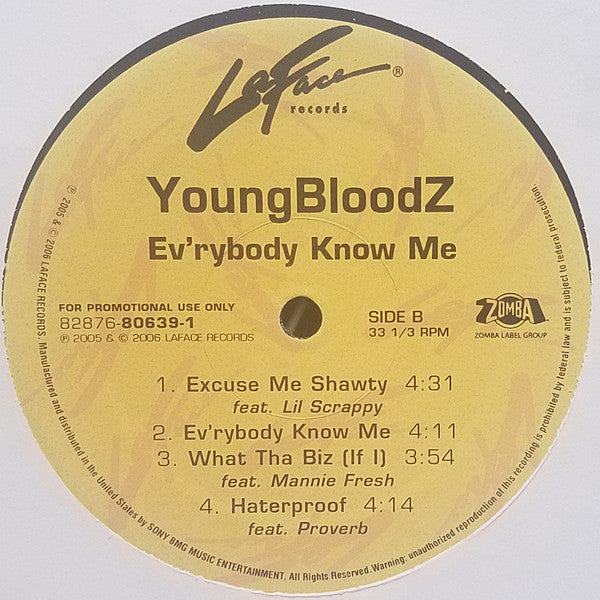 LaFace ®
records
YoungBloodZ
Ev'rybody Know Me
FOR PROMOTIONAL USE ONLY
82876-80639-1
℗ 2005 & © 2006 LAFACE RECORDS
SIDE B
33 1/3 RPM
ZOMBA
ZOMBA LABEL GROUP
1. Excuse Me Shawty 4:31
feat. Lil Scrappy
2. Ev'rybody Know Me 4:11
3. What Tha Biz (If I) 3:54
feat. Mannie Fresh
4. Haterproof 4:14
feat. Proverb
℗ 2005 & © 2006 LAFACE RECORDS. Manufactured and distributed in the United States by SONY BMG MUSIC ENTERTAINMENT. All Rights Reserved. Warning: unauthorized reproduction of this recording is prohibited by federal law and is subject to federal prosecution.